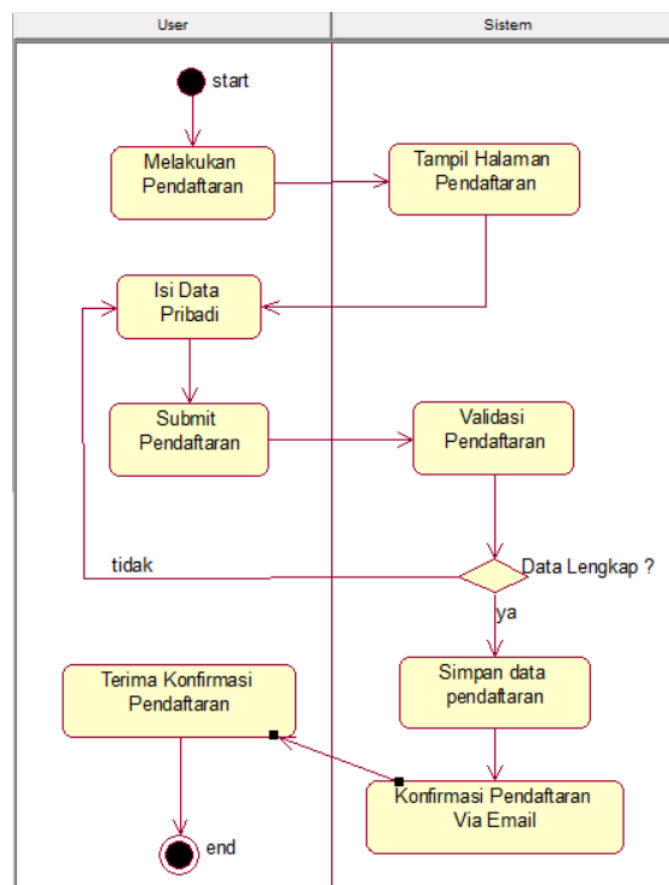 User
Sistem
start
Melakukan
Pendaftaran
Tampil Halaman
Pendaftaran
Isi Data
Pribadi
Submit
Pendaftaran
Validasi
Pendaftaran
Data Lengkap ?
tidak
ya
Simpan data
pendaftaran
Terima Konfirmasi
Pendaftaran
Konfirmasi Pendaftaran
Via Email
end